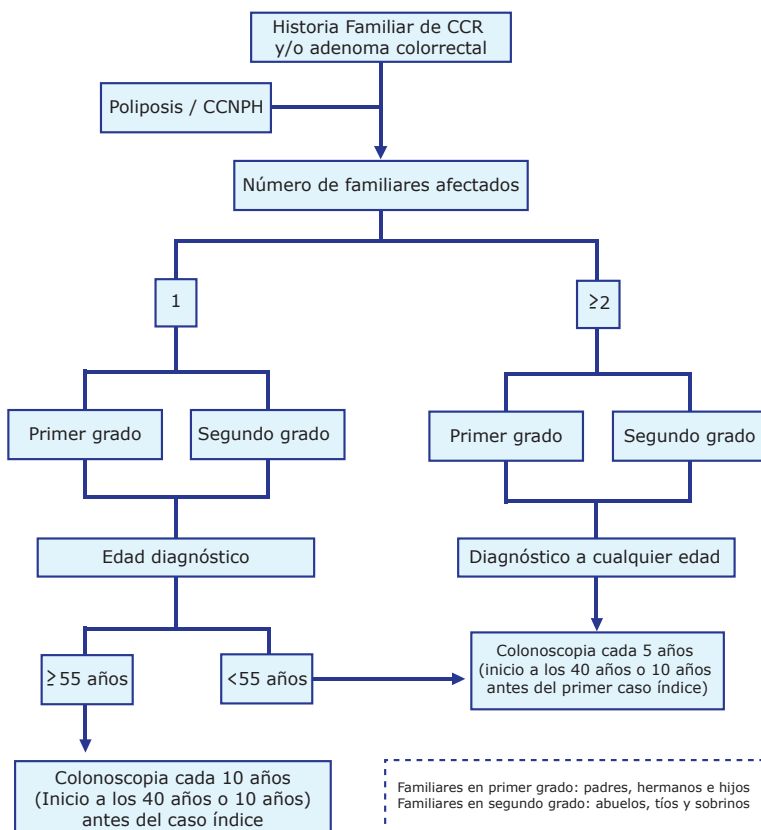 Historia Familiar de CCR
y/o adenoma colorrectal
Poliposis / CCNPH
Número de familiares afectados
1
≥2
Primer grado
Segundo grado
Primer grado
Segundo grado
Edad diagnóstico
Diagnóstico a cualquier edad
≥55 años
<55 años
Colonoscopia cada 5 años
(inicio a los 40 años o 10 años
antes del primer caso índice)
Colonoscopia cada 10 años
(Inicio a los 40 años o 10 años)
antes del caso índice
Familiares en primer grado: padres, hermanos e hijos
Familiares en segundo grado: abuelos, tíos y sobrinos